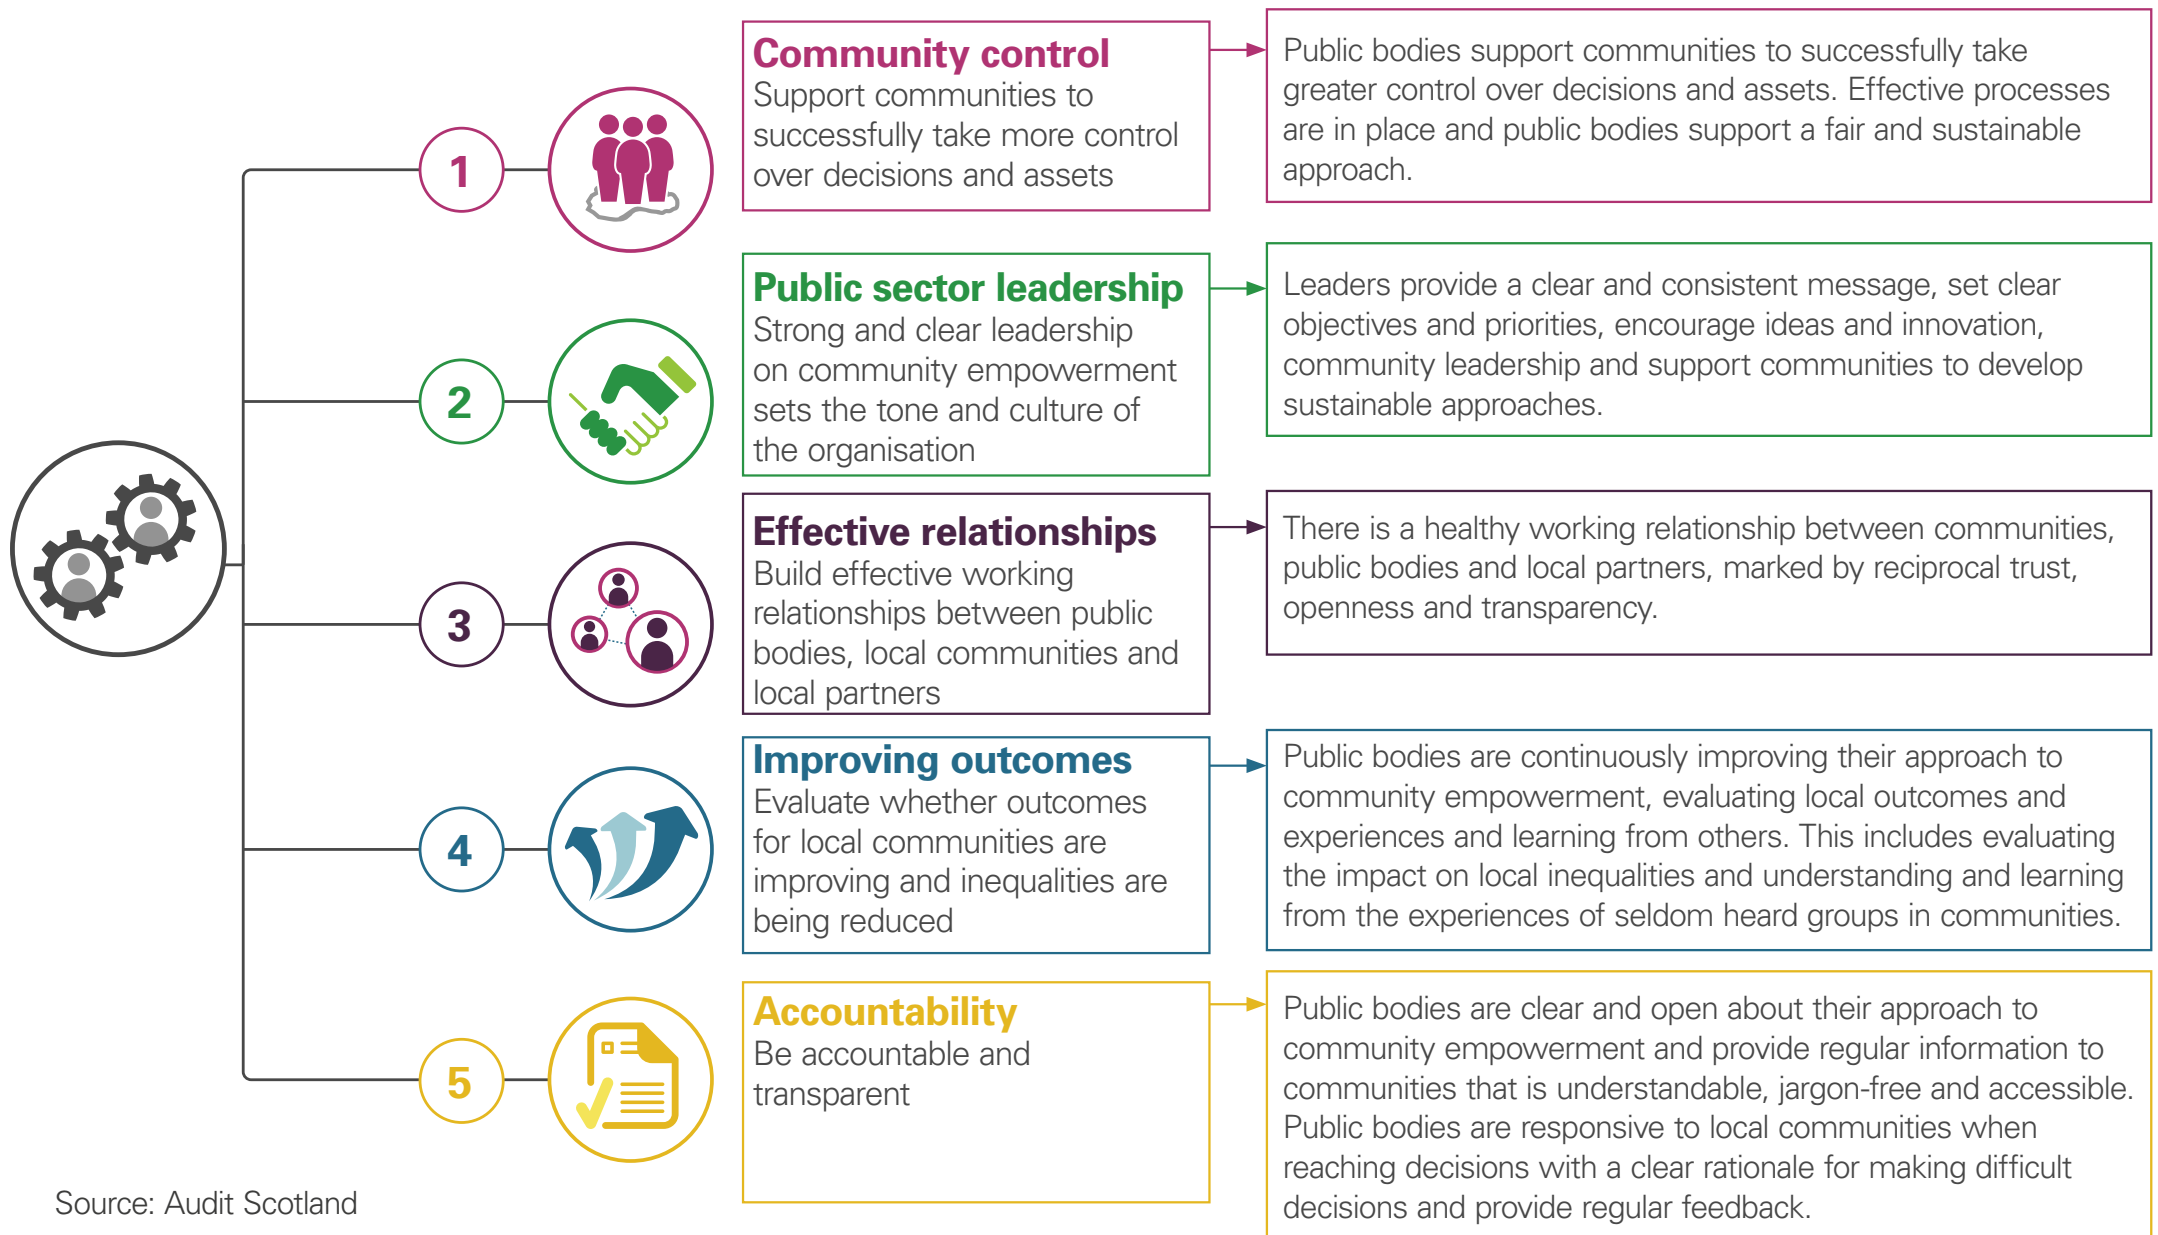 1
Community control
Support communities to
successfully take more control
over decisions and assets
Public bodies support communities to successfully take
greater control over decisions and assets. Effective processes
are in place and public bodies support a fair and sustainable
approach.
2
Public sector leadership
Strong and clear leadership
on community empowerment
sets the tone and culture of
the organisation
Leaders provide a clear and consistent message, set clear
objectives and priorities, encourage ideas and innovation,
community leadership and support communities to develop
sustainable approaches.
3
Effective relationships
Build effective working
relationships between public
bodies, local communities and
local partners
There is a healthy working relationship between communities,
public bodies and local partners, marked by reciprocal trust,
openness and transparency.
4
Improving outcomes
Evaluate whether outcomes
for local communities are
improving and inequalities are
being reduced
Public bodies are continuously improving their approach to
community empowerment, evaluating local outcomes and
experiences and learning from others. This includes evaluating
the impact on local inequalities and understanding and learning
from the experiences of seldom heard groups in communities.
5
Accountability
Be accountable and
transparent
Public bodies are clear and open about their approach to
community empowerment and provide regular information to
communities that is understandable, jargon-free and accessible.
Public bodies are responsive to local communities when
reaching decisions with a clear rationale for making difficult
decisions and provide regular feedback.
Source: Audit Scotland